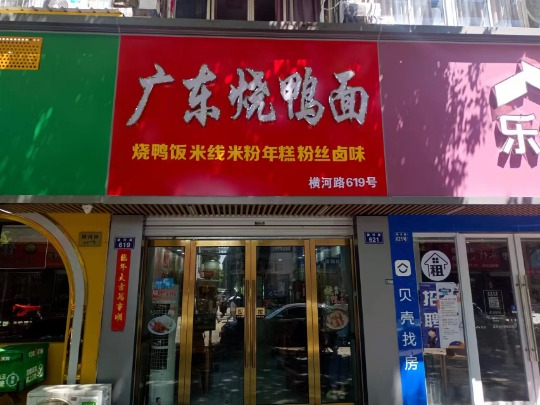 广东烧鸭面
烧鸭饭 米线 米粉 年糕 粉丝 卤味
横河路619号
乐
619
621
租
招聘
贝壳找房